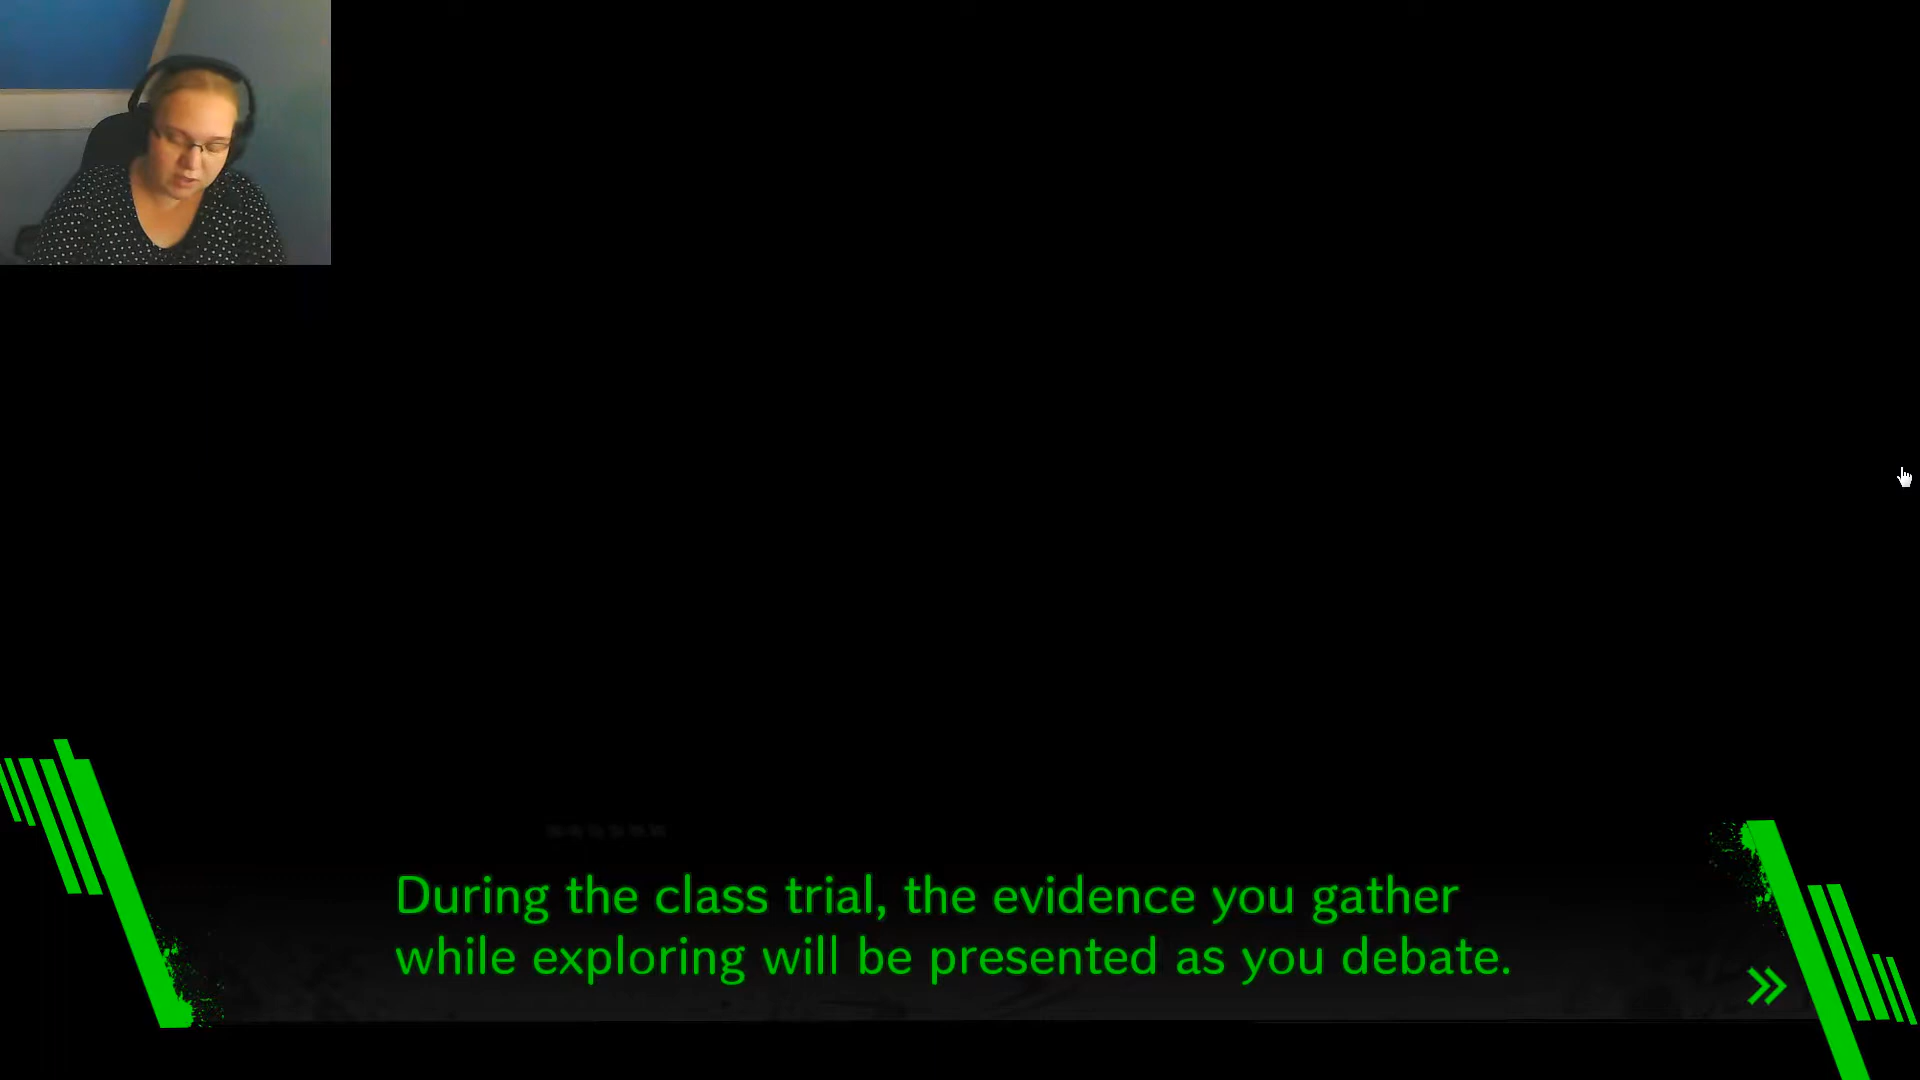 During the class trial, the evidence you gather
while exploring will be presented as you debate.